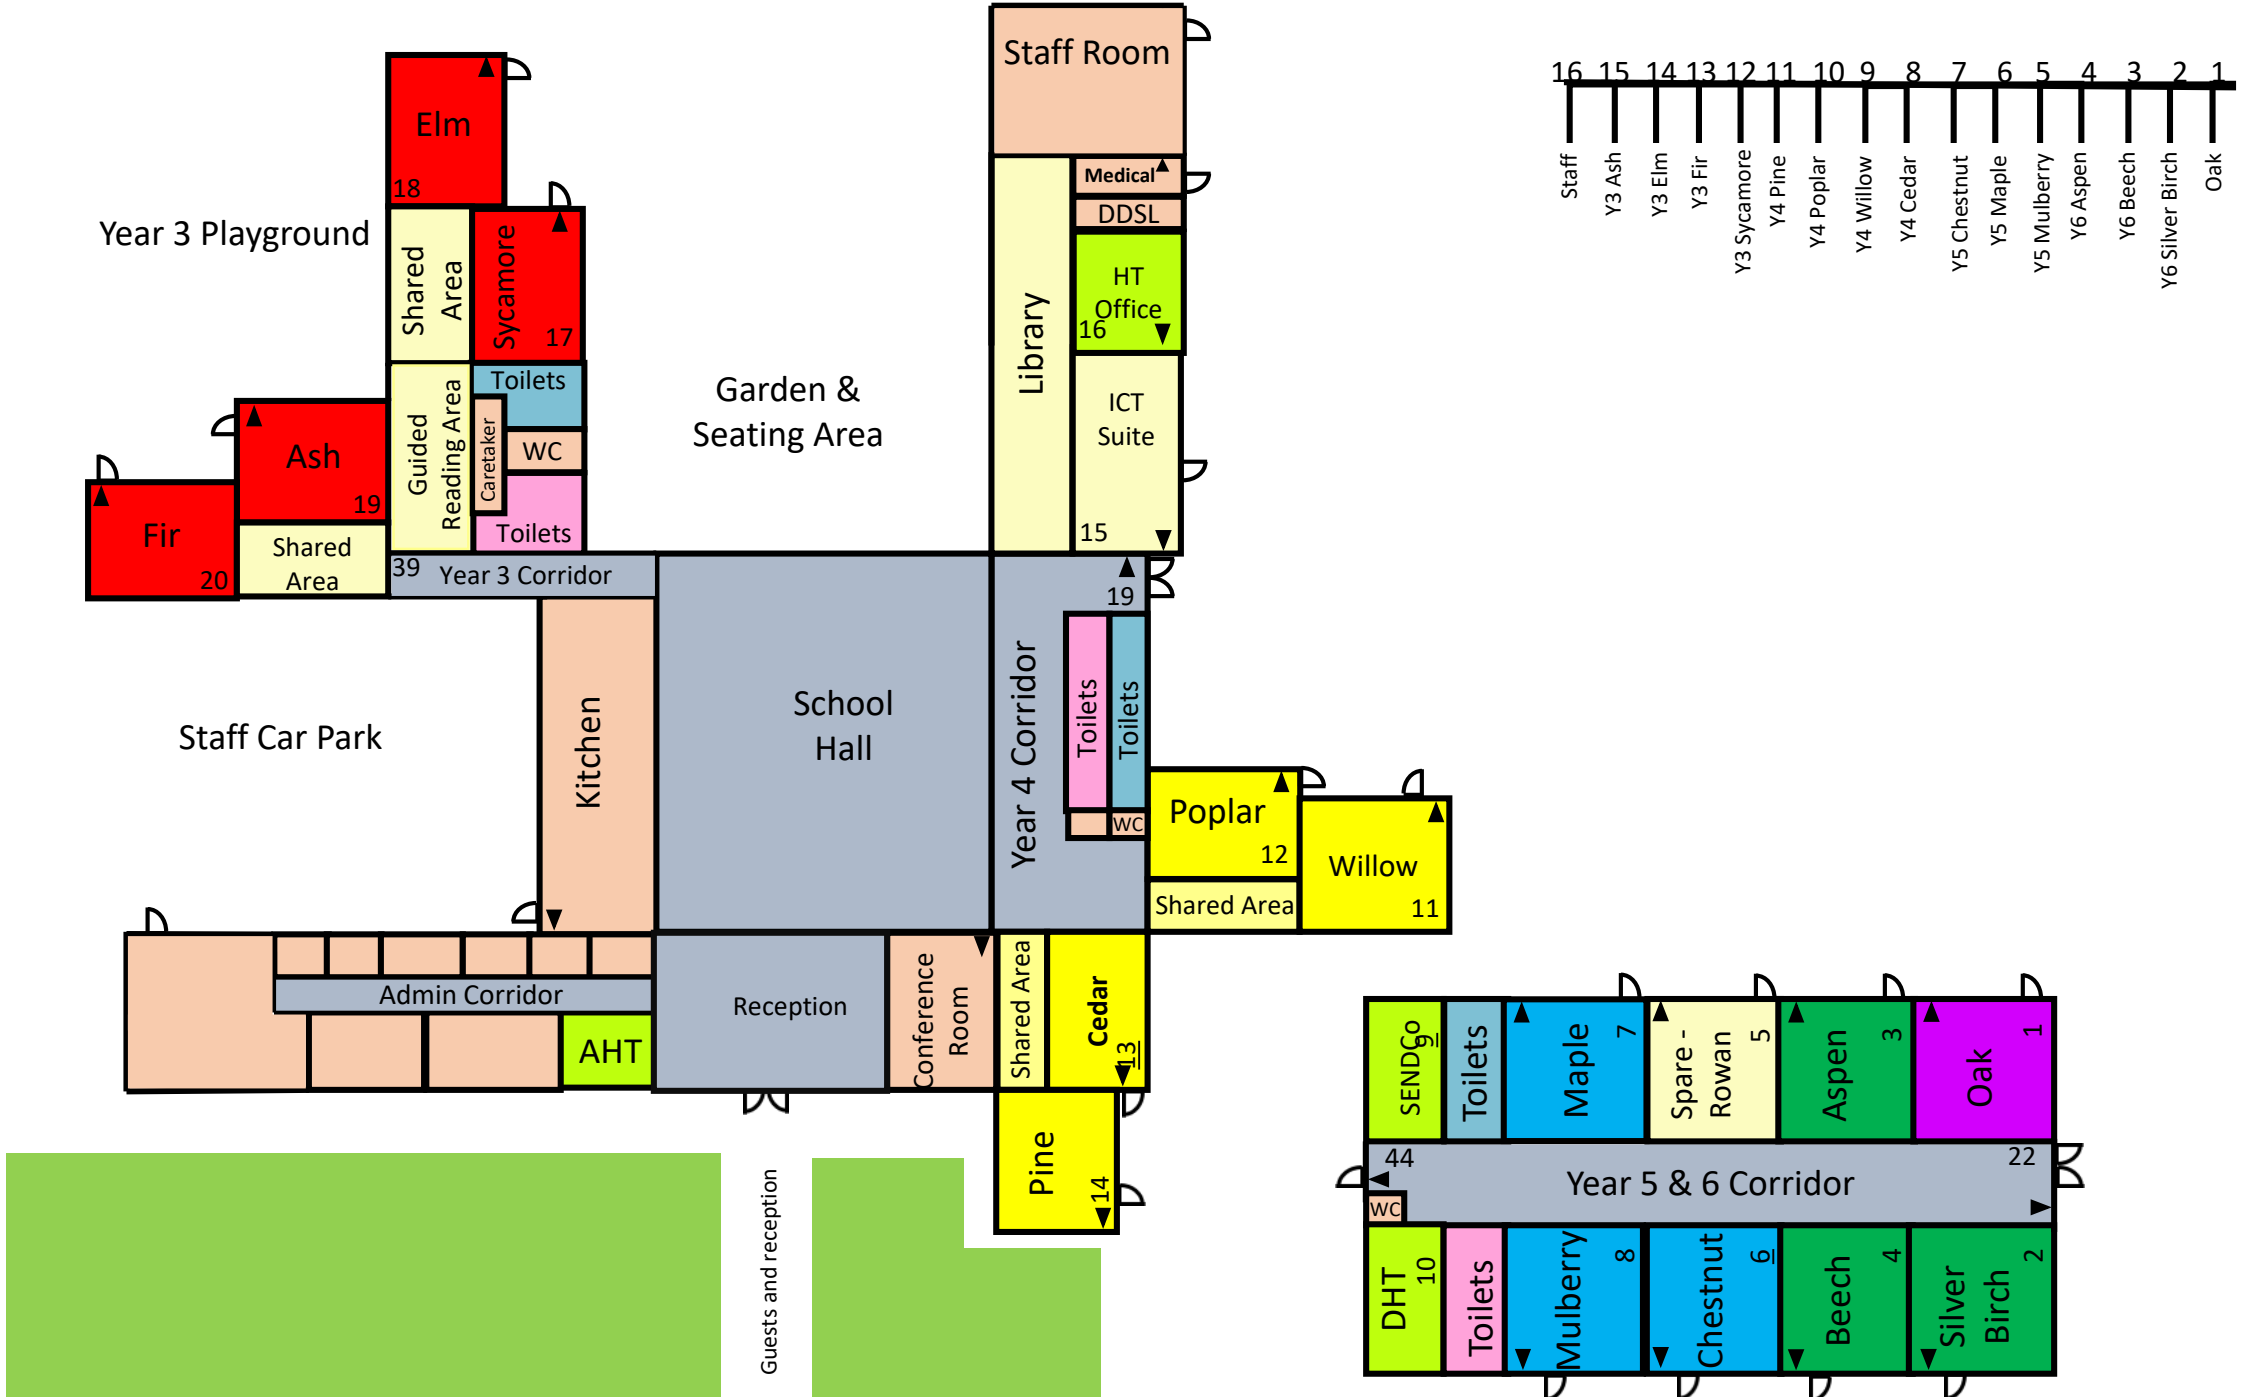 Staff Room
16 15 14 13 12 11 10 9 8 7 6 5 4 3 2 1
Staff
Y3 Ash
Y3 Elm
Y3 Fir
Y3 Sycamore
Y4 Pine
Y4 Poplar
Y4 Willow
Y4 Cedar
Y5 Chestnut
Y5 Maple
Y5 Mulberry
Y6 Aspen
Y6 Beech
Y6 Silver Birch
Oak
Elm
18
Year 3 Playground
Shared
Area
Sycamore
17
Medical
DDSL
HT
Office
16
Library
ICT
Suite
15
Garden &
Seating Area
Toilets
Guided
Reading Area
Caretaker
WC
Toilets
Ash
19
Fir
20
Shared
Area
39
Year 3 Corridor
19
Year 4 Corridor
Toilets
Toilets
WC
School
Hall
Kitchen
Staff Car Park
Poplar
12
Willow
11
Shared Area
Admin Corridor
AHT
Reception
Conference
Room
Shared Area
Cedar
13
Pine
14
Guests and reception
SENDCo
9
Toilets
Maple
7
Spare -
Rowan
5
Aspen
3
Oak
1
44
Year 5 & 6 Corridor
22
WC
DHT
10
Toilets
Mulberry
8
Chestnut
6
Beech
4
Silver
Birch
2